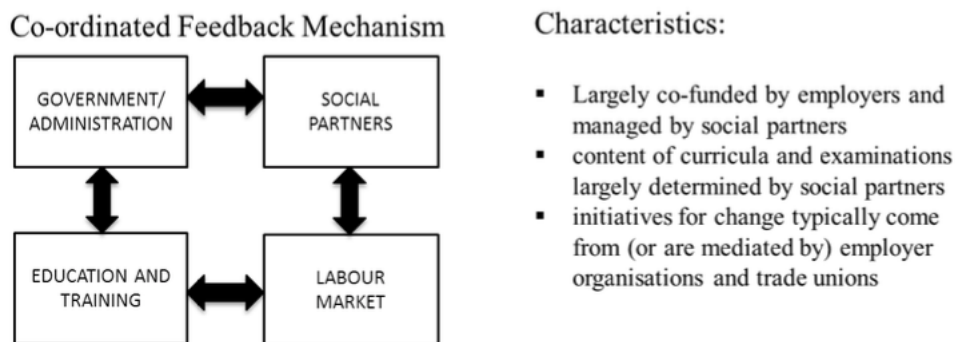 Co-ordinated Feedback Mechanism
GOVERNMENT/
ADMINISTRATION
SOCIAL
PARTNERS
EDUCATION AND
TRAINING
LABOUR
MARKET
Characteristics:
▪ Largely co-funded by employers and
managed by social partners
▪ content of curricula and examinations
largely determined by social partners
▪ initiatives for change typically come
from (or are mediated by) employer
organisations and trade unions